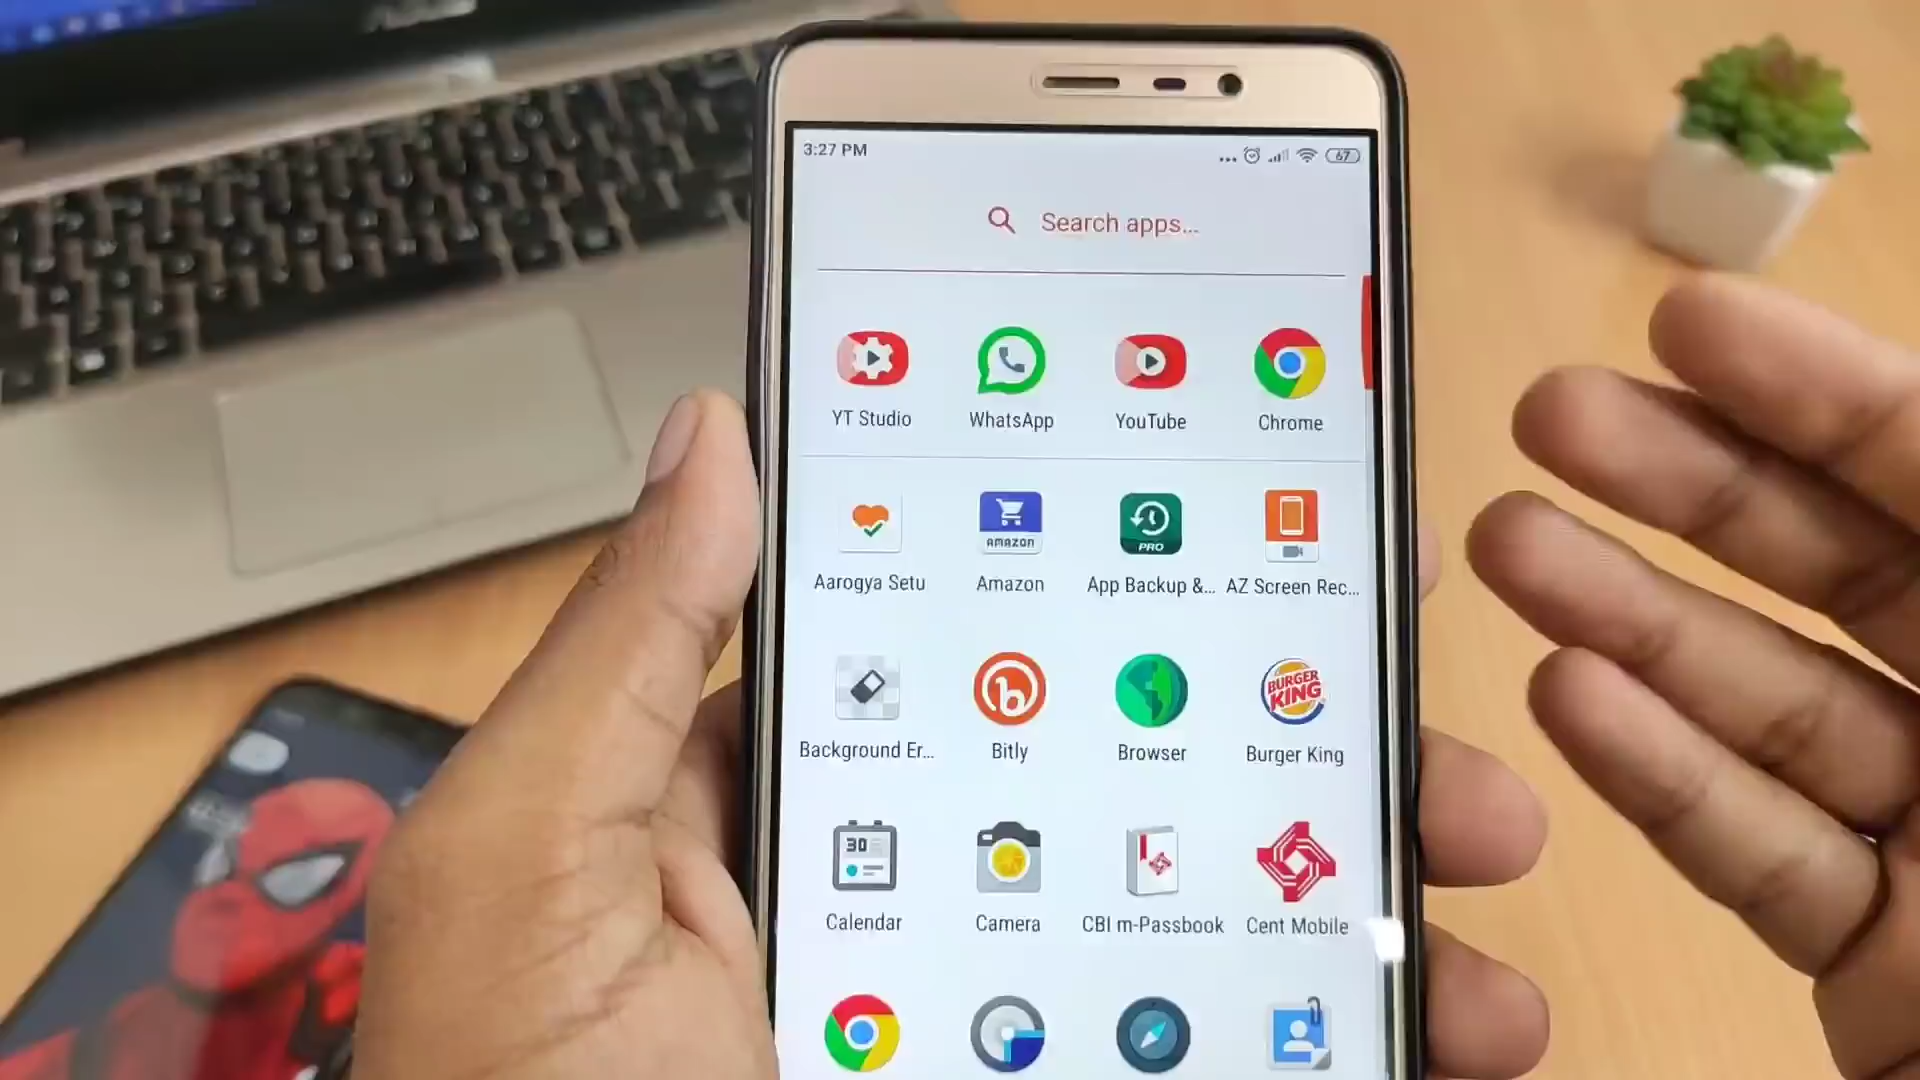 3:27 PM
67
Search apps...
YT Studio
WhatsApp
YouTube
Chrome
AMAZON
PRO
Aarogya Setu
Amazon
App Backup &...
AZ Screen Rec...
BURGER
KING
Background Er...
Bitly
Browser
Burger King
30
Calendar
Camera
CBI m-Passbook
Cent Mobile